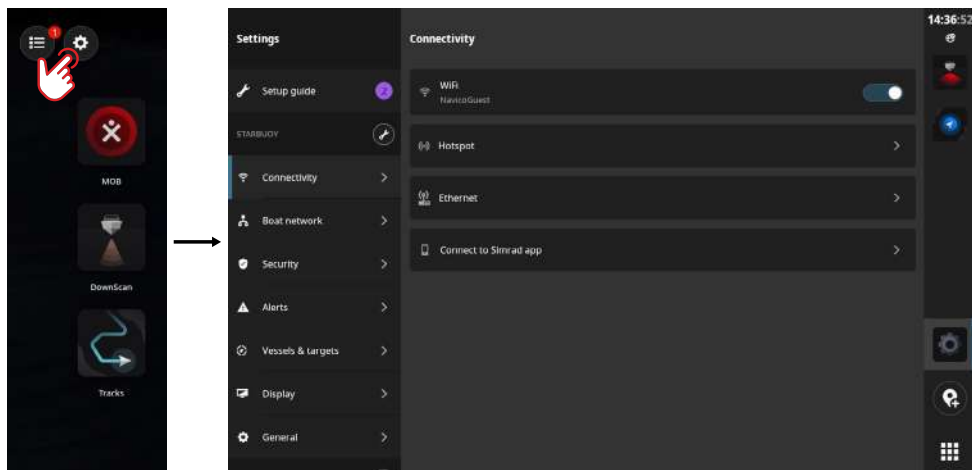 1
MOB
DownScan
Tracks
Settings
Setup guide
STARBUOY
Connectivity
Boat network
Security
Alerts
Vessels & targets
Display
General
Connectivity
WiFi
NavicoGuest
Hotspot
Ethernet
Connect to Simrad app
14:36:52